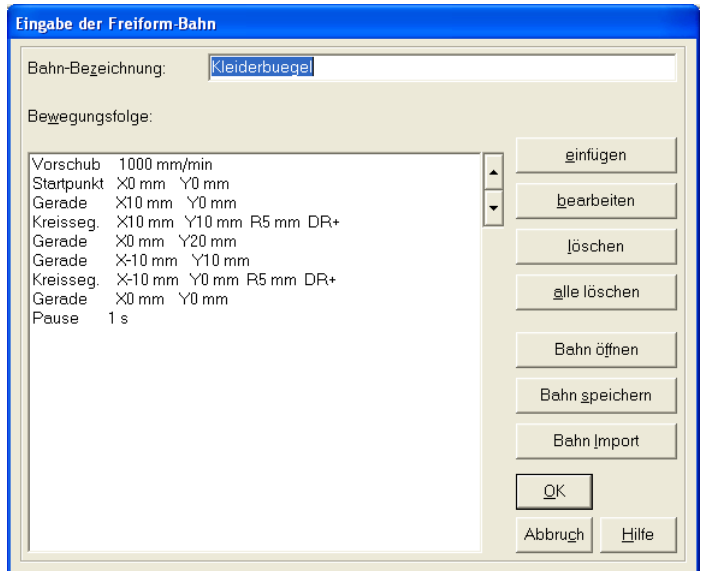 Eingabe der Freiform-Bahn
Bahn-Bezeichnung: Kleiderbuegel
Bewegungsfolge:
Vorschub 1000 mm/min
Startpunkt X0 mm Y0 mm
Gerade X10 mm Y0 mm
Kreisseg. X10 mm Y10 mm R5 mm DR+
Gerade X0 mm Y20 mm
Gerade X-10 mm Y10 mm
Kreisseg. X-10 mm Y0 mm R5 mm DR+
Gerade X0 mm Y0 mm
Pause 1 s
einfügen
bearbeiten
löschen
alle löschen
Bahn öffnen
Bahn speichern
Bahn Import
OK
Abbruch Hilfe